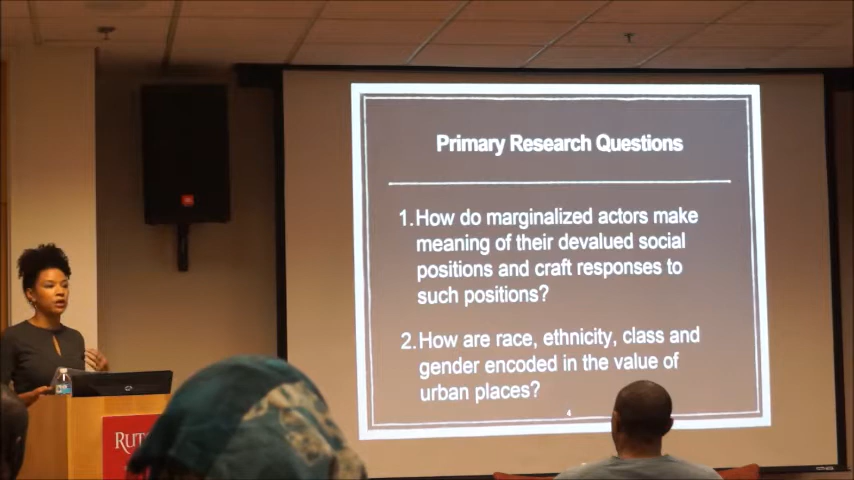 Primary Research Questions
1. How do marginalized actors make
meaning of their devalued social
positions and craft responses to
such positions?
2. How are race, ethnicity, class and
gender encoded in the value of
urban places?
4